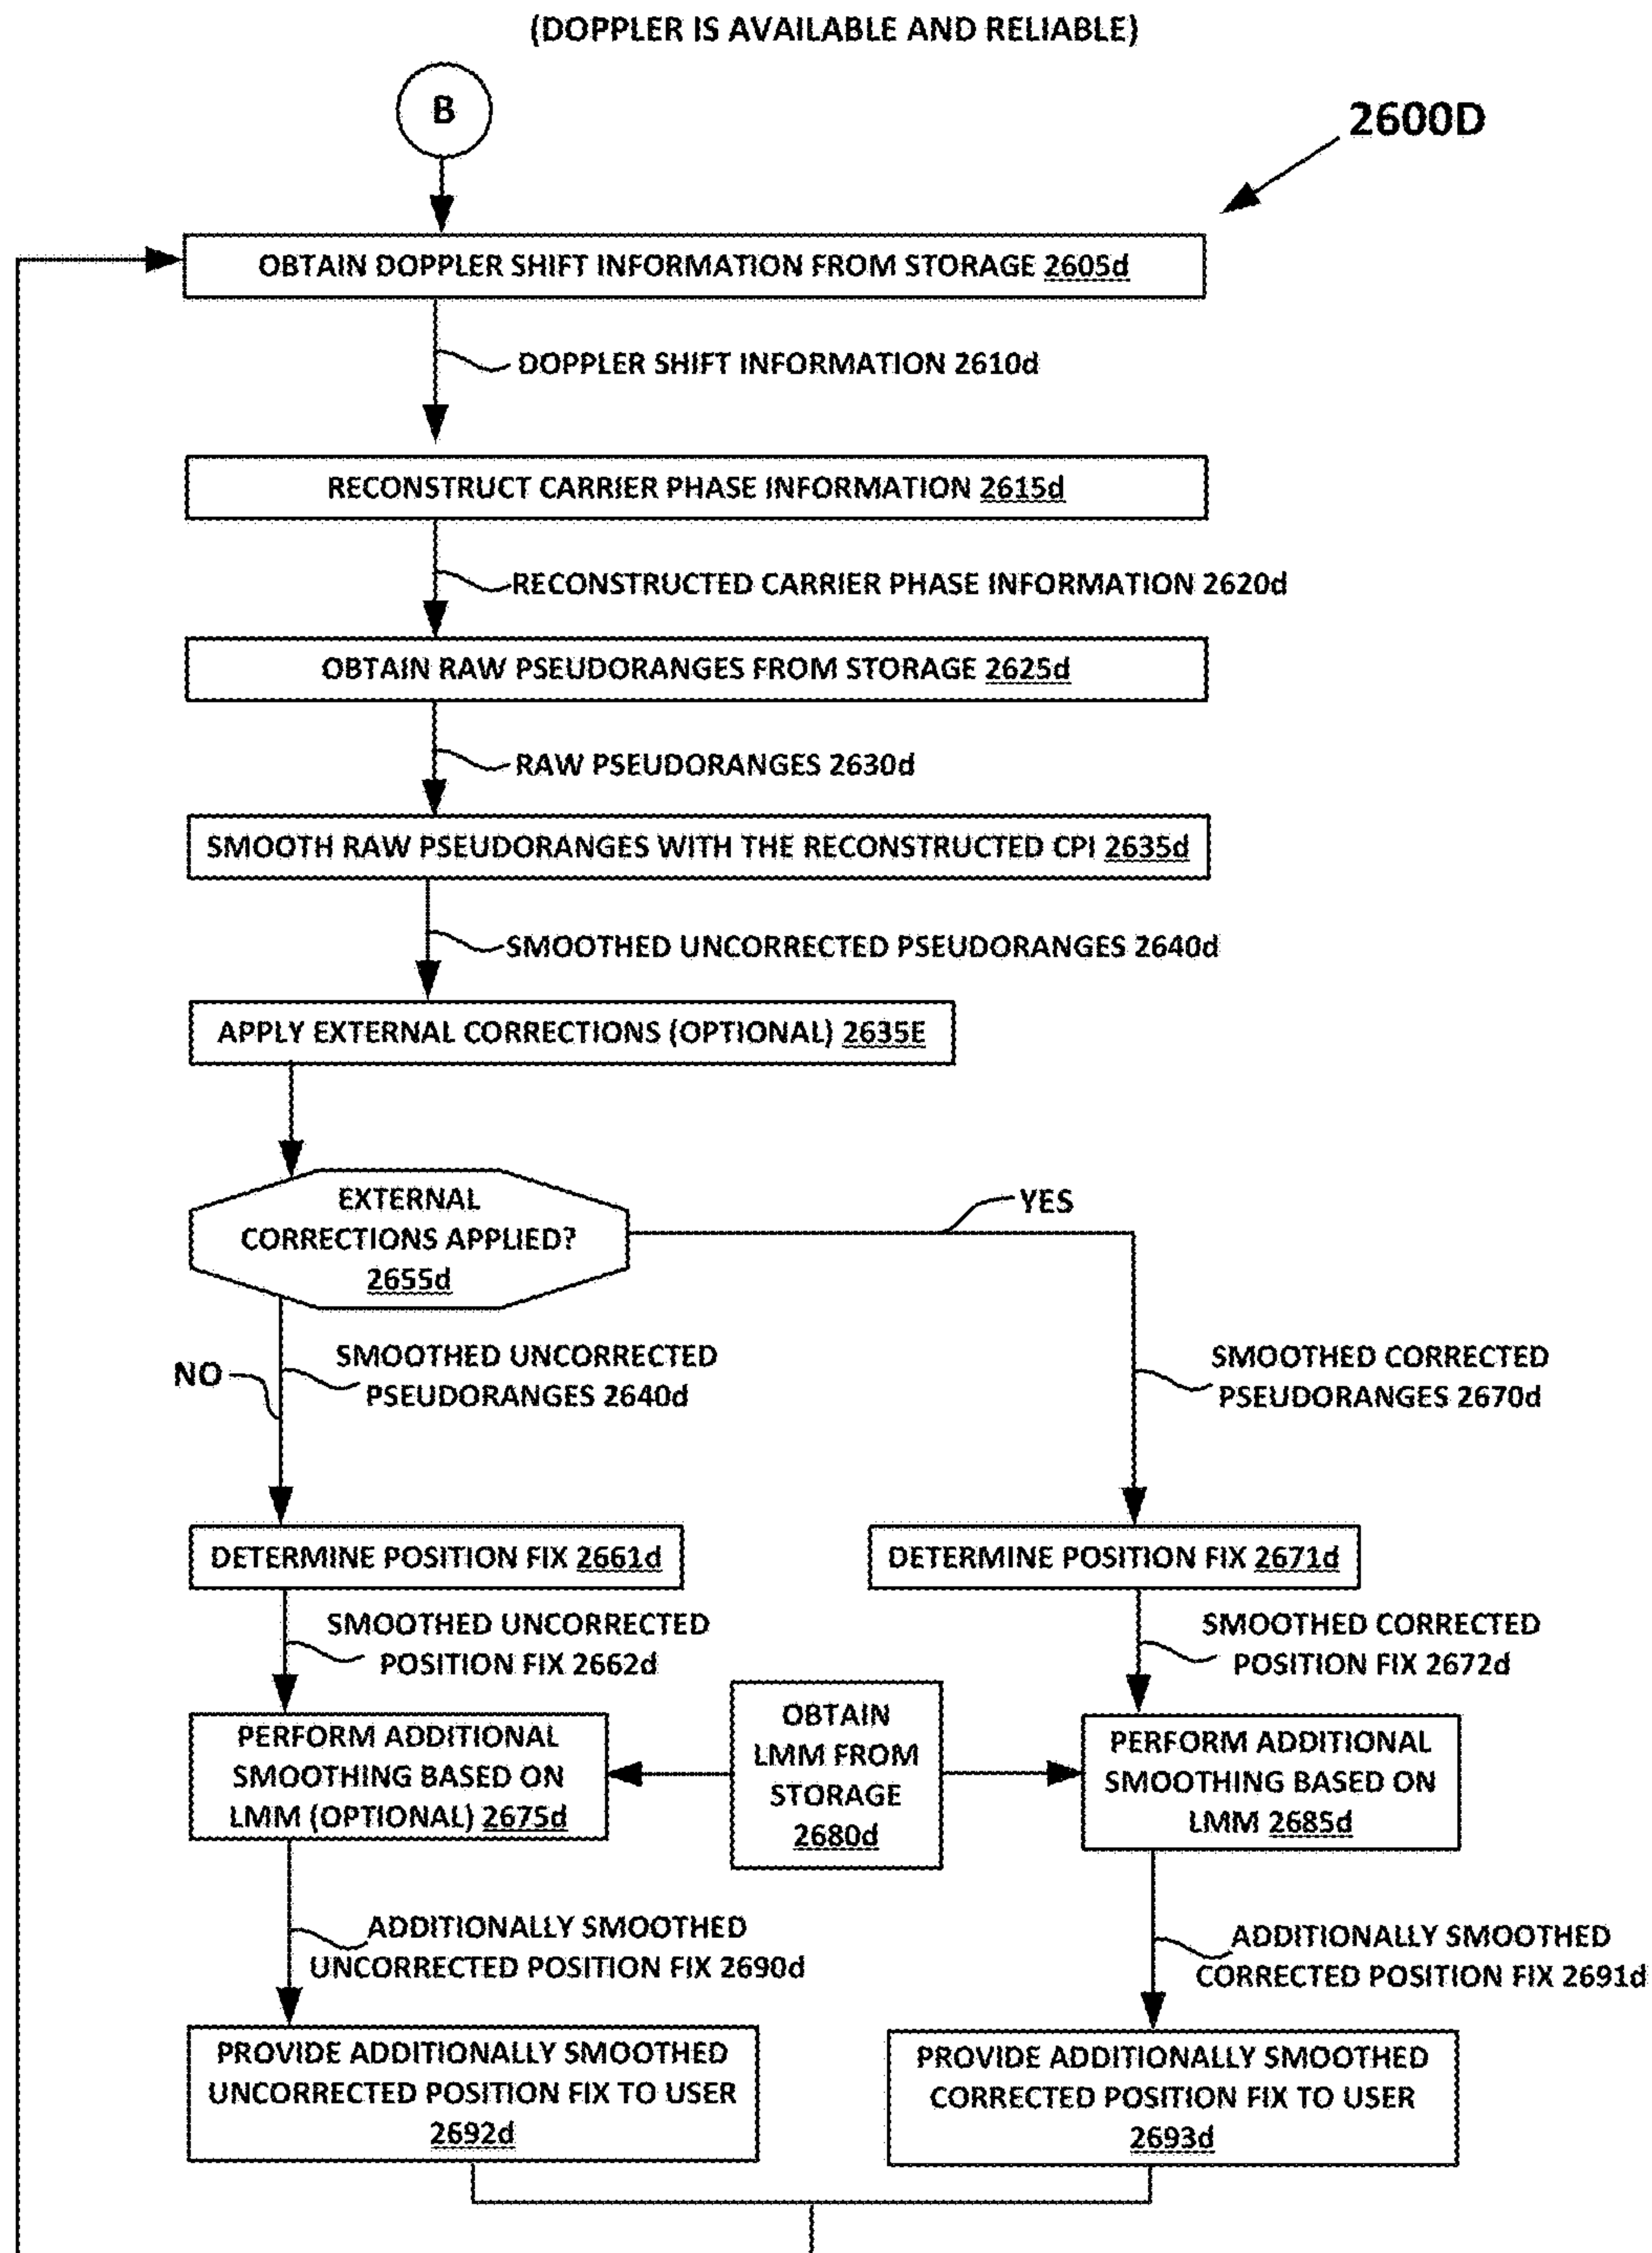 (DOPPLER IS AVAILABLE AND RELIABLE)
B
2600D
OBTAIN DOPPLER SHIFT INFORMATION FROM STORAGE 2605d
DOPPLER SHIFT INFORMATION 2610d
RECONSTRUCT CARRIER PHASE INFORMATION 2615d
RECONSTRUCTED CARRIER PHASE INFORMATION 2620d
OBTAIN RAW PSEUDORANGES FROM STORAGE 2625d
RAW PSEUDORANGES 2630d
SMOOTH RAW PSEUDORANGES WITH THE RECONSTRUCTED CPI 2635d
SMOOTHED UNCORRECTED PSEUDORANGES 2640d
APPLY EXTERNAL CORRECTIONS (OPTIONAL) 2635E
EXTERNAL
CORRECTIONS APPLIED?
2655d
YES
NO
SMOOTHED UNCORRECTED
PSEUDORANGES 2640d
SMOOTHED CORRECTED
PSEUDORANGES 2670d
DETERMINE POSITION FIX 2661d
DETERMINE POSITION FIX 2671d
SMOOTHED UNCORRECTED
POSITION FIX 2662d
SMOOTHED CORRECTED
POSITION FIX 2672d
PERFORM ADDITIONAL
SMOOTHING BASED ON
LMM (OPTIONAL) 2675d
OBTAIN
LMM FROM
STORAGE
2680d
PERFORM ADDITIONAL
SMOOTHING BASED ON
LMM 2685d
ADDITIONALLY SMOOTHED
UNCORRECTED POSITION FIX 2690d
ADDITIONALLY SMOOTHED
CORRECTED POSITION FIX 2691d
PROVIDE ADDITIONALLY SMOOTHED
UNCORRECTED POSITION FIX TO USER
2692d
PROVIDE ADDITIONALLY SMOOTHED
CORRECTED POSITION FIX TO USER
2693d